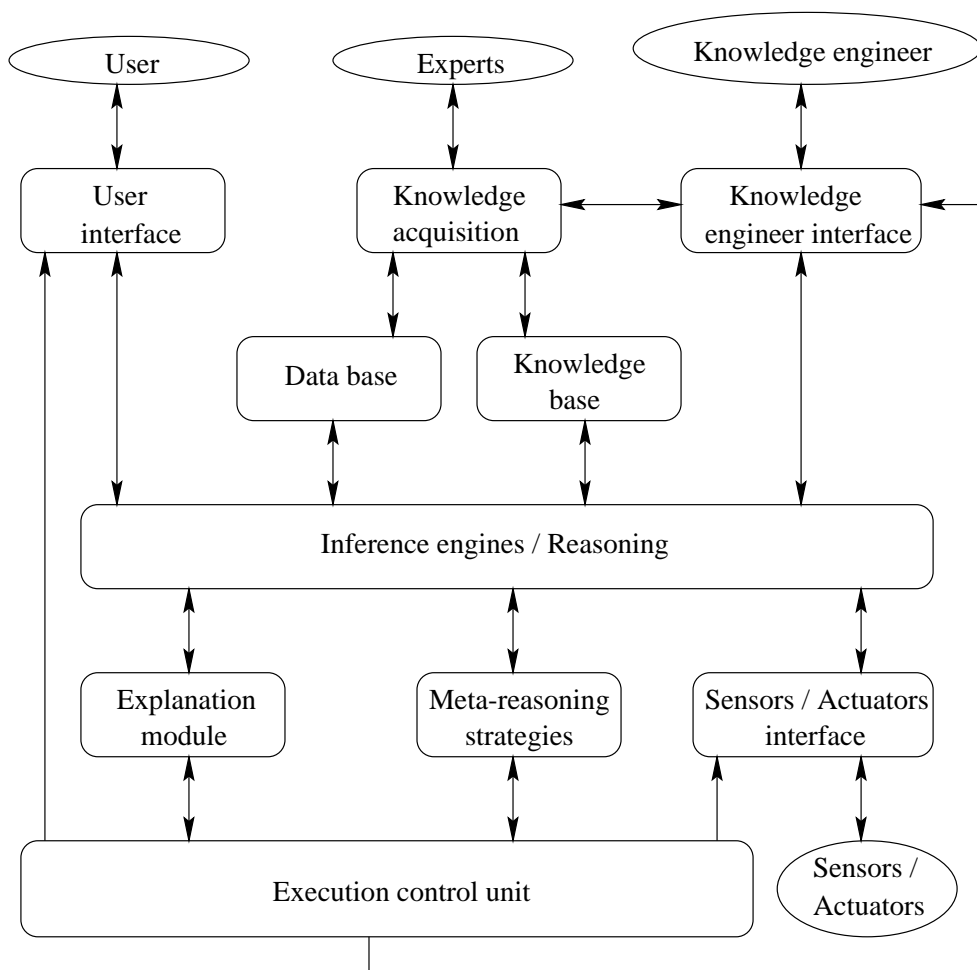 User
Experts
Knowledge engineer
User
interface
Knowledge
acquisition
Knowledge
engineer interface
Data base
Knowledge
base
Inference engines / Reasoning
Explanation
module
Meta-reasoning
strategies
Sensors / Actuators
interface
Execution control unit
Sensors /
Actuators